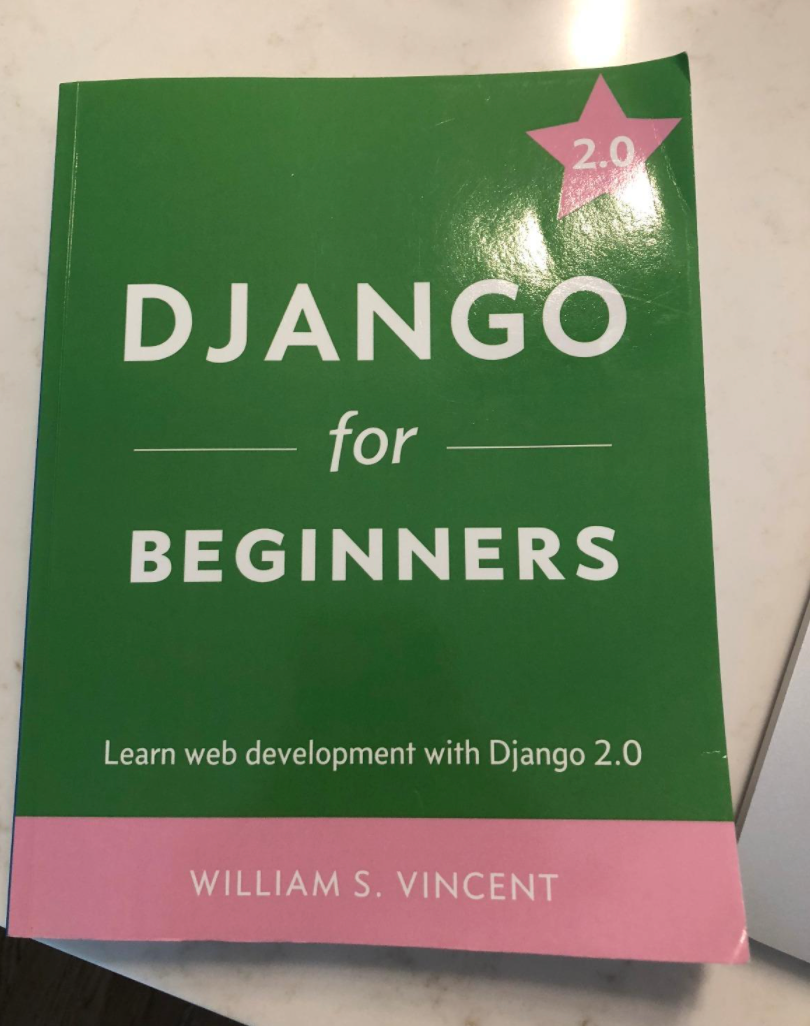 2.0
DJANGO
for
BEGINNERS
Learn web development with Django 2.0
WILLIAM S. VINCENT